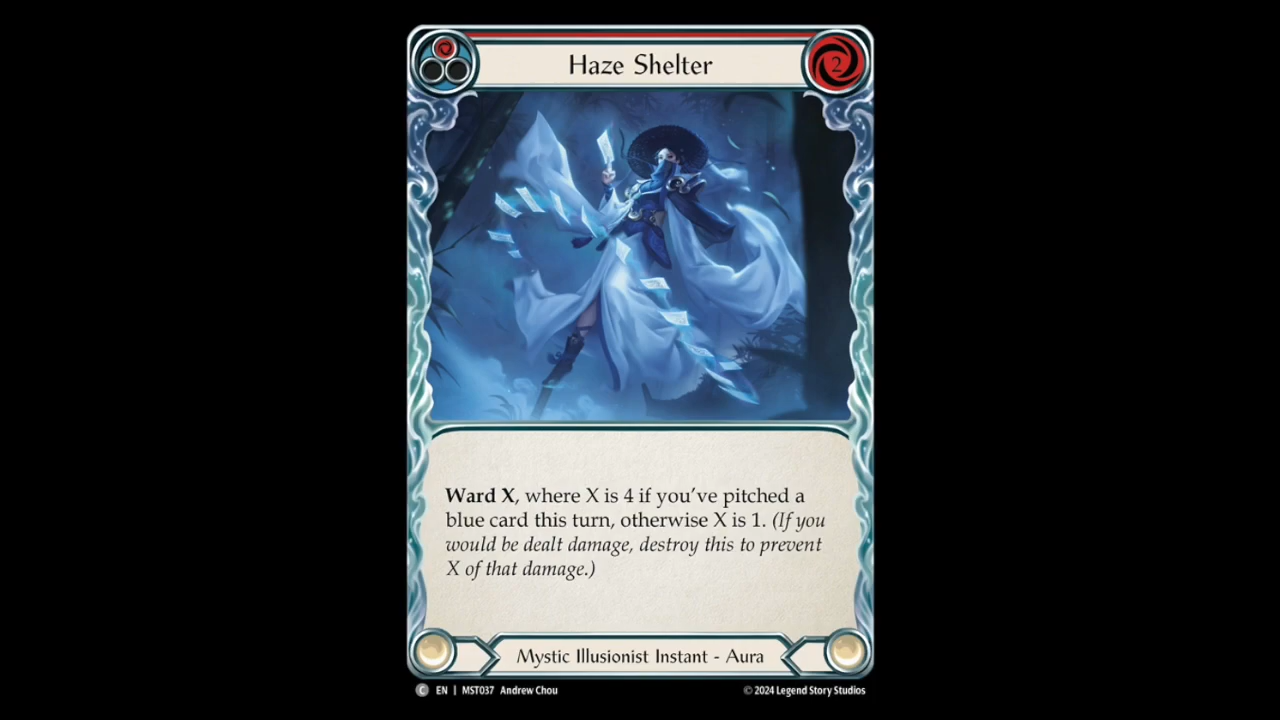 Haze Shelter
2
Ward X, where X is 4 if you've pitched a
blue card this turn, otherwise X is 1. (If you
would be dealt damage, destroy this to prevent
X of that damage.)
Mystic Illusionist Instant - Aura
C EN | MST037 Andrew Chou
© 2024 Legend Story Studios